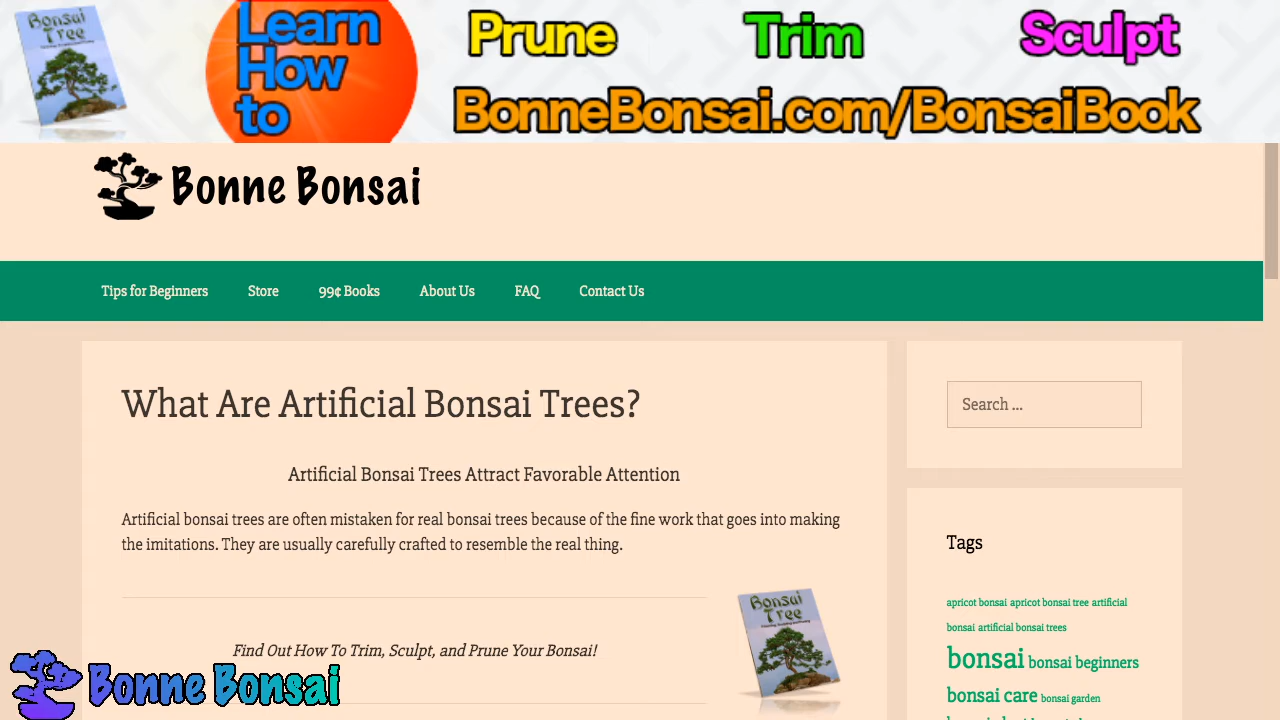 Bonsai
Tree
Learn
How
to
Prune Trim Sculpt
BonneBonsai.com/BonsaiBook
Bonne Bonsai
Tips for Beginners Store 99¢ Books About Us FAQ Contact Us
What Are Artificial Bonsai Trees?
Artificial Bonsai Trees Attract Favorable Attention
Artificial bonsai trees are often mistaken for real bonsai trees because of the fine work that goes into making
the imitations. They are usually carefully crafted to resemble the real thing.
Find Out How To Trim, Sculpt, and Prune Your Bonsai!
Bonsai
Tree
Search ...
Tags
apricot bonsai apricot bonsai tree artificial
bonsai artificial bonsai trees
bonsai bonsai beginners
bonsai care bonsai garden
Bonne Bonsai